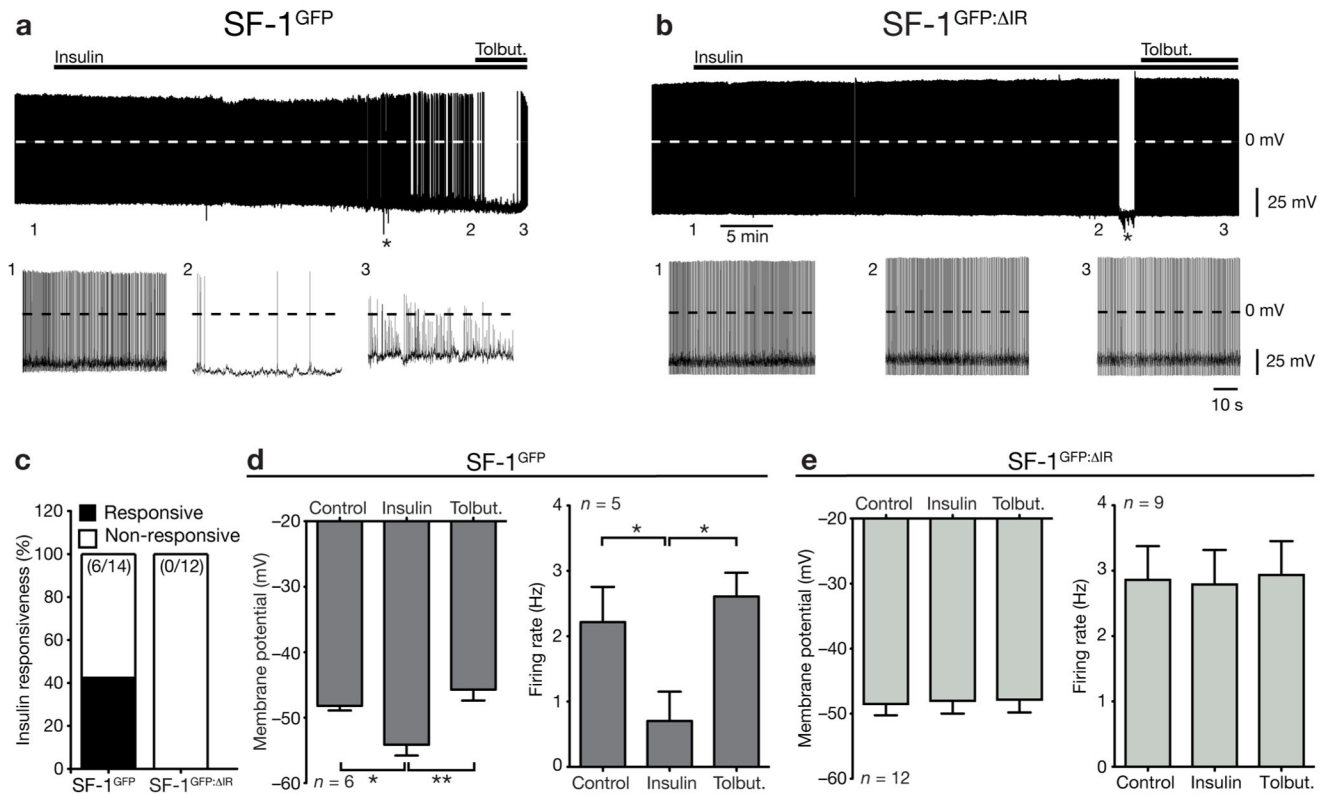 a
SF-1GFP
Insulin
Tolbut.
1
2
3
*
1
2
3
b
SF-1GFP:ΔIR
Insulin
Tolbut.
0 mV
25 mV
1
5 min
2
*
3
1
2
3
0 mV
25 mV
10 s
c
Insulin responsiveness (%)
120
100
80
60
40
20
0
Responsive
Non-responsive
(6/14)
(0/12)
SF-1GFP
SF-1GFP:ΔIR
d
SF-1GFP
Control Insulin Tolbut.
Membrane potential (mV)
–20
–30
–40
–50
–60
n = 6
*
**
n = 5
Firing rate (Hz)
4
3
2
1
0
*
*
Control Insulin Tolbut.
e
SF-1GFP:ΔIR
Control Insulin Tolbut.
Membrane potential (mV)
–20
–30
–40
–50
–60
n = 12
n = 9
Firing rate (Hz)
4
3
2
1
0
Control Insulin Tolbut.